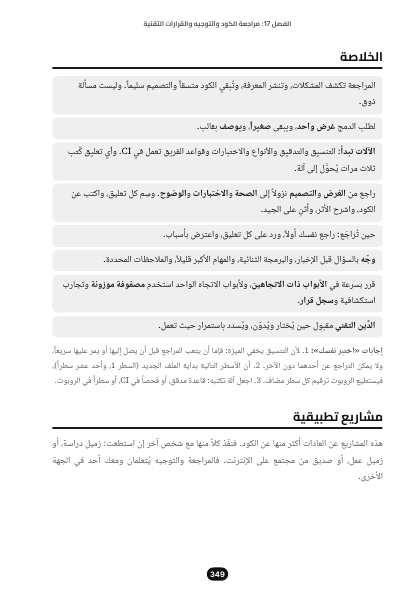 الفصل 17: مراجعة الكود والتوجيه والقرارات التقنية
الخلاصة
المراجعة تكشف المشكلات، وتنشر المعرفة، وتُبقي الكود متسقاً والتصميم سليماً. وليست مسألة
ذوق.
لطلب الدمج غرض واحد، ويبقى صغيراً، ويوصف بقالب.
الآلات تبدأ: التنسيق والتدقيق والأنواع والاختبارات وقواعد الفريق تعمل في CI. وأي تعليق كُتب
ثلاث مرات يُحوَّل إلى آلة.
راجع من الغرض والتصميم نزولاً إلى الصحة والاختبارات والوضوح. وسِم كل تعليق، واكتب عن
الكود، واشرح الأثر، وأثنِ على الجيد.
حين تُراجَع: راجع نفسك أولاً، ورد على كل تعليق، واعترض بأسباب.
وجّه بالسؤال قبل الإخبار، والبرمجة الثنائية، والمهام الأكبر قليلاً، والملاحظات المحددة.
قرر بسرعة في الأبواب ذات الاتجاهين، ولأبواب الاتجاه الواحد استخدم مصفوفة موزونة وتجارب
استكشافية وسجل قرار.
الدَّين التقني مقبول حين يُختار ويُدوَّن، ويُسدد باستمرار حيث تعمل.
إجابات «اختبر نفسك»: 1. لأن التنسيق يخفي الميزة: فإما أن يتعب المراجع قبل أن يصل إليها أو يمر عليها سريعاً،
ولا يمكن التراجع عن أحدهما دون الآخر. 2. أن الأسطر التالية بداية الملف الجديد (السطر 1، وأحد عشر سطراً)،
فيستطيع الروبوت ترقيم كل سطر مضاف. 3. اجعل آلة تكتبه: قاعدة مدقق، أو فحصاً في CI، أو سطراً في الروبوت.
مشاريع تطبيقية
هذه المشاريع عن العادات أكثر منها عن الكود. فنفّذ كلاً منها مع شخص آخر إن استطعت: زميل دراسة، أو
زميل عمل، أو صديق من مجتمع على الإنترنت. فالمراجعة والتوجيه يُتعلمان ومعك أحد في الجهة
الأخرى.
349